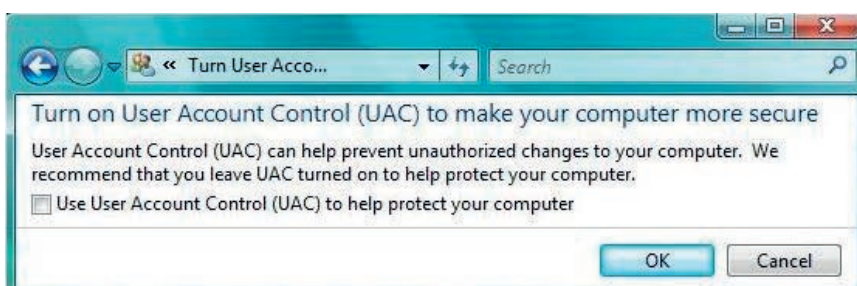 « Turn User Acco...
Search
Turn on User Account Control (UAC) to make your computer more secure
User Account Control (UAC) can help prevent unauthorized changes to your computer. We
recommend that you leave UAC turned on to help protect your computer.
Use User Account Control (UAC) to help protect your computer
OK
Cancel